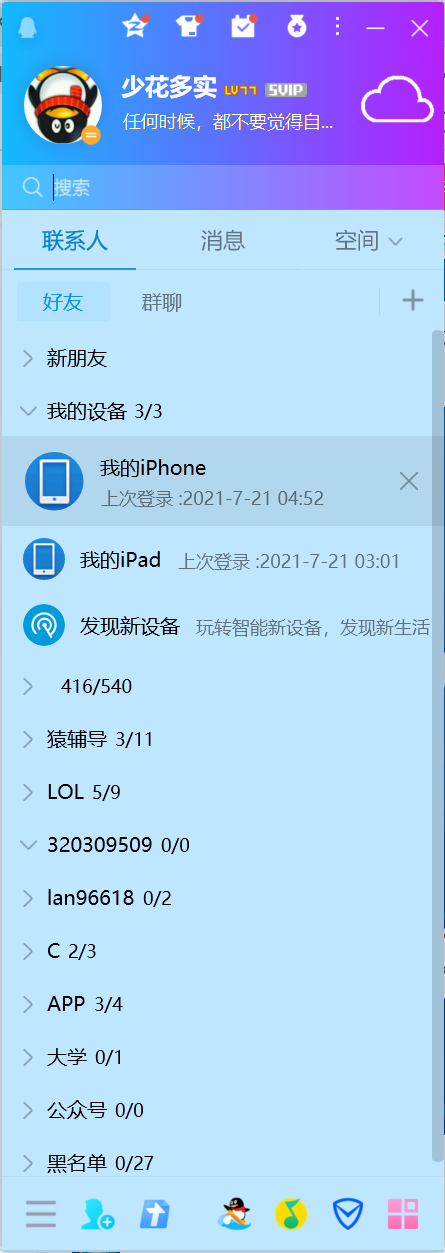 少花多实 LV77 SVIP
任何时候，都不要觉得自...
搜索
联系人 消息 空间
好友 群聊
新朋友
我的设备 3/3
我的iPhone
上次登录 :2021-7-21 04:52
我的iPad 上次登录 :2021-7-21 03:01
发现新设备 玩转智能新设备，发现新生活
416/540
猿辅导 3/11
LOL 5/9
320309509 0/0
lan96618 0/2
C 2/3
APP 3/4
大学 0/1
公众号 0/0
黑名单 0/27